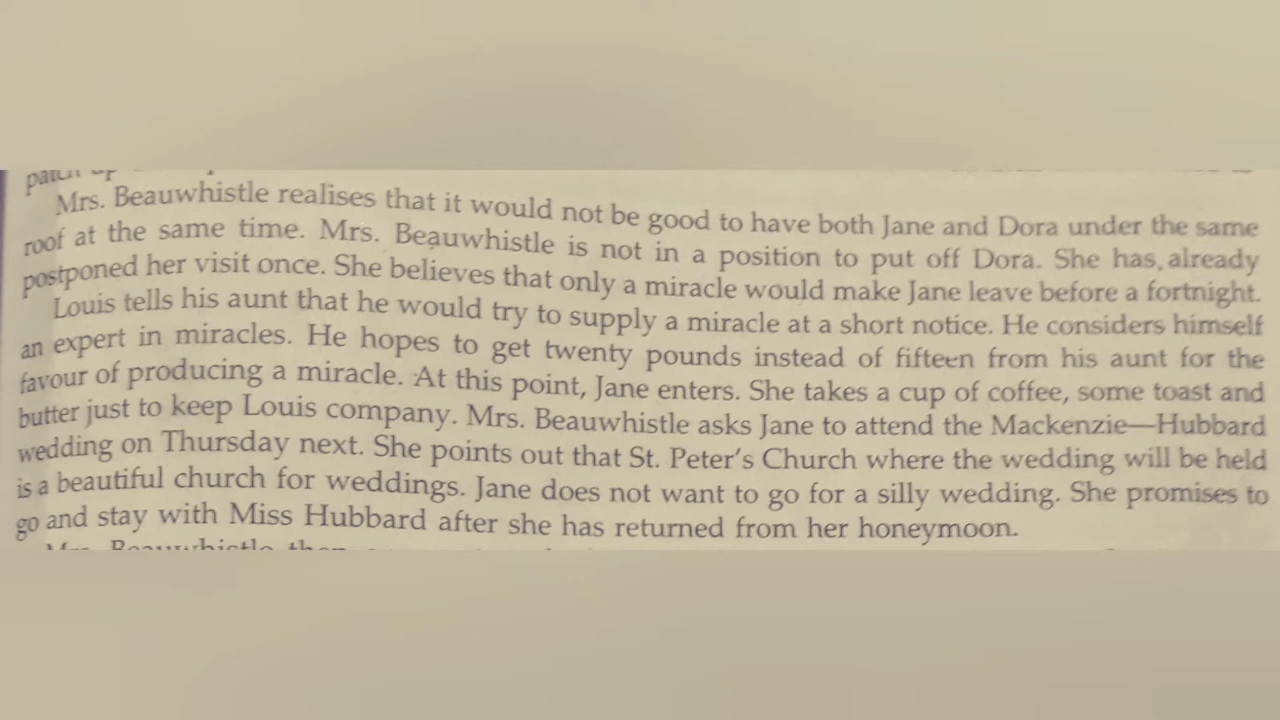 Mrs. Beauwhistle realises that it would not be good to have both Jane and Dora under the same
roof at the same time. Mrs. Beauwhistle is not in a position to put off Dora. She has already
postponed her visit once. She believes that only a miracle would make Jane leave before a fortnight.
Louis tells his aunt that he would try to supply a miracle at a short notice. He considers himself
an expert in miracles. He hopes to get twenty pounds instead of fifteen from his aunt for the
favour of producing a miracle. At this point, Jane enters. She takes a cup of coffee, some toast and
butter just to keep Louis company. Mrs. Beauwhistle asks Jane to attend the Mackenzie—Hubbard
wedding on Thursday next. She points out that St. Peter's Church where the wedding will be held
is a beautiful church for weddings. Jane does not want to go for a silly wedding. She promises to
go and stay with Miss Hubbard after she has returned from her honeymoon.